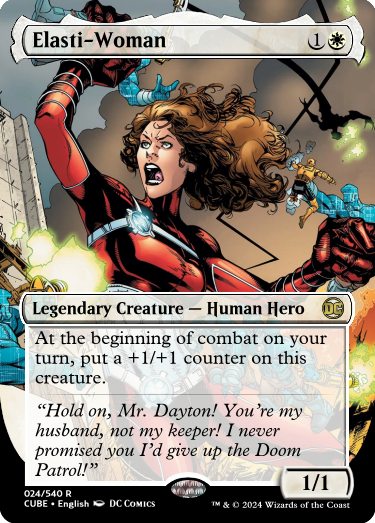 Elasti-Woman 1
Legendary Creature — Human Hero DC
At the beginning of combat on your
turn, put a +1/+1 counter on this
creature.
“Hold on, Mr. Dayton! You're my
husband, not my keeper! I never
promised you I'd give up the Doom
Patrol!”
1/1
024/540 R
CUBE • English DC COMICS
™ & © 2024 Wizards of the Coast